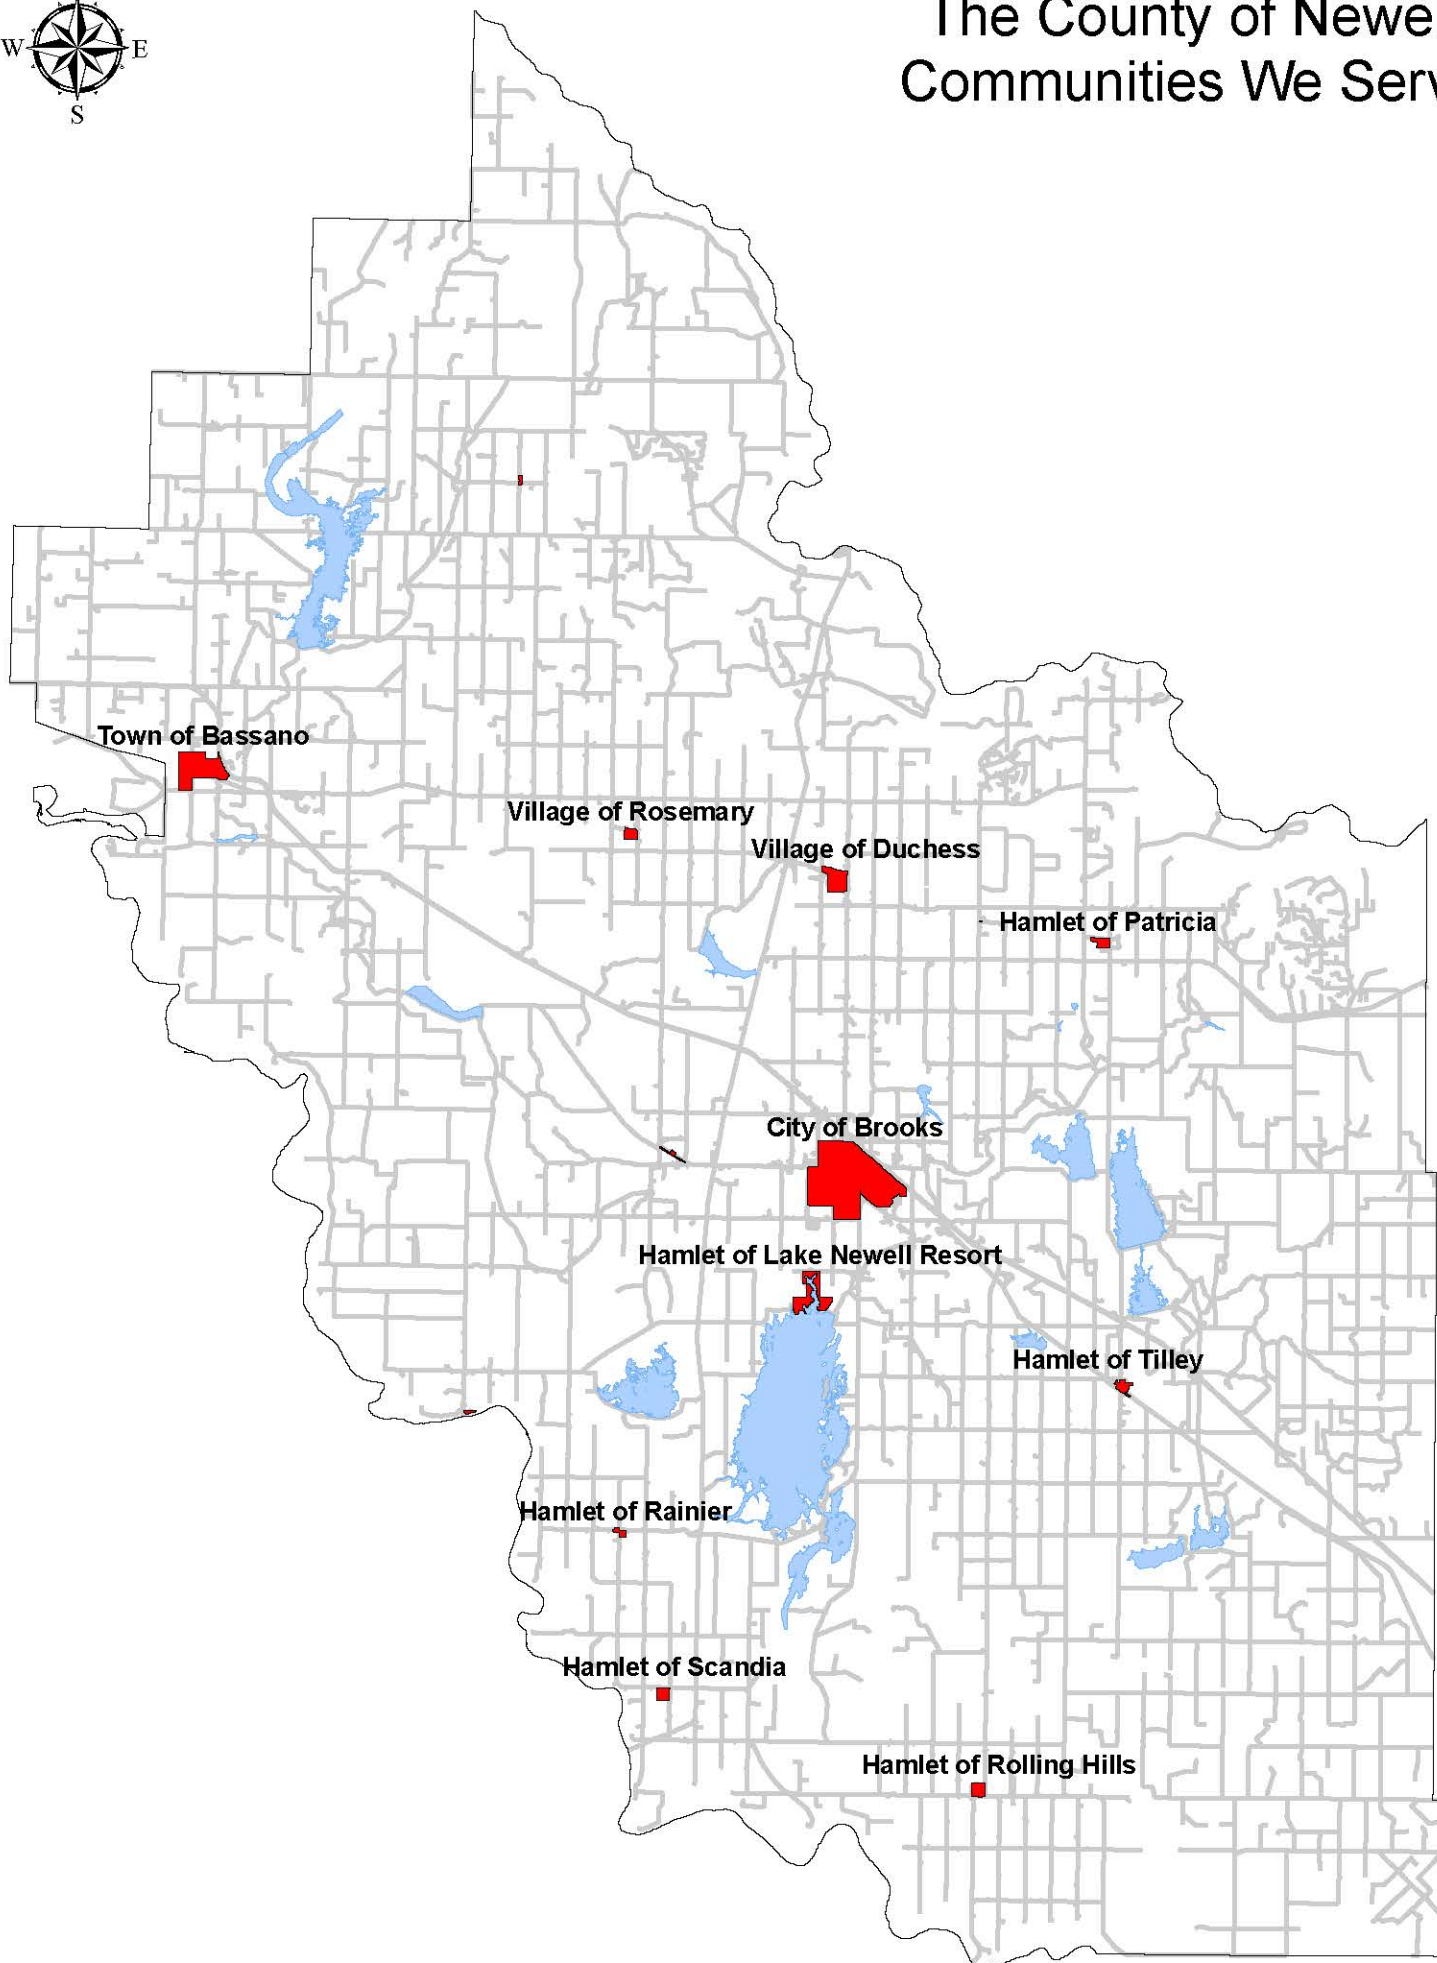 W E
S
The County of Newe
Communities We Serv
Town of Bassano
Village of Rosemary
Village of Duchess
Hamlet of Patricia
City of Brooks
Hamlet of Lake Newell Resort
Hamlet of Tilley
Hamlet of Rainier
Hamlet of Scandia
Hamlet of Rolling Hills